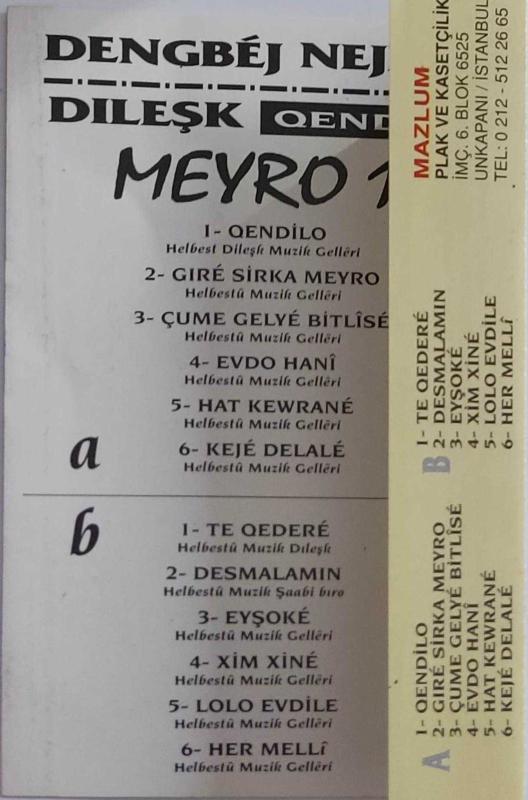 DENGBÉJ NEJ
DILEŞK QEND
MEYRO 1
1- QENDİLO
Helbest Dileşk Muzik Gellêri
2- GIRÉ SİRKA MEYRO
Helbestû Muzik Gellêri
3- ÇUME GELYÉ BİTLÎSÉ
Helbestû Muzik Gellêri
4- EVDO HANÎ
Helbestû Muzik Gellêri
5- HAT KEWRANÉ
Helbestû Muzik Gellêri
a
6- KEJÉ DELALÉ
Helbestû Muzik Gellêri
b
1- TE QEDERÉ
Helbestû Muzik Dıleşk
2- DESMALAMIN
Helbestû Muzik Şaabi bıro
3- EYŞOKÉ
Helbestû Muzik Gellêri
4- XİM XİNÉ
Helbestû Muzik Gellêri
5- LOLO EVDİLE
Helbestû Muzik Gellêri
6- HER MELLÎ
Helbestû Muzik Gellêri
A
1- QENDİLO
2- GIRÉ SİRKA MEYRO
3- ÇUME GELYÉ BİTLÎSÉ
4- EVDO HANÎ
5- HAT KEWRANÉ
6- KEJÉ DELALÉ
B
1- TE QEDERÉ
2- DESMALAMIN
3- EYŞOKÉ
4- XİM XİNÉ
5- LOLO EVDİLE
6- HER MELLÎ
MAZLUM
PLAK VE KASETÇİLİK
İMÇ. 6. BLOK 6525
UNKAPANI / İSTANBUL
TEL: 0 212 - 512 26 65